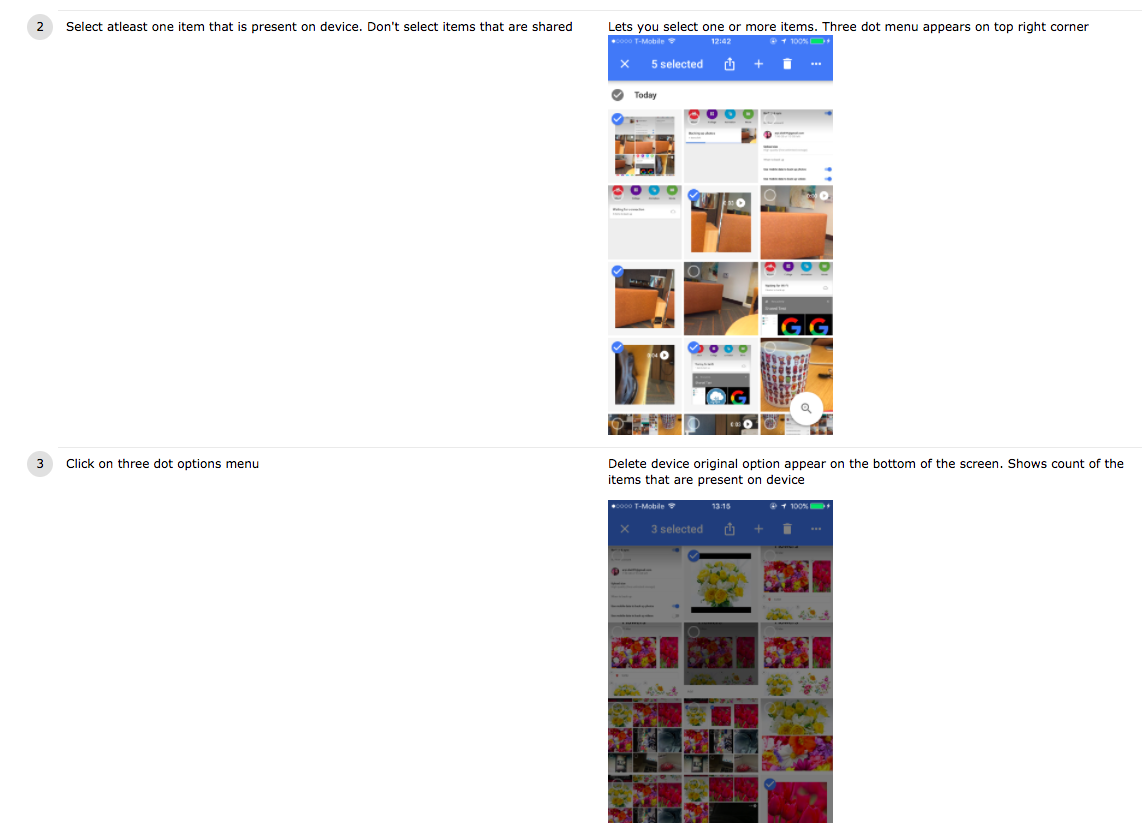 2
Select atleast one item that is present on device. Don't select items that are shared
Lets you select one or more items. Three dot menu appears on top right corner
T-Mobile 12:42 100%
5 selected
Today
3
Click on three dot options menu
Delete device original option appear on the bottom of the screen. Shows count of the
items that are present on device
T-Mobile 13:15 100%
3 selected